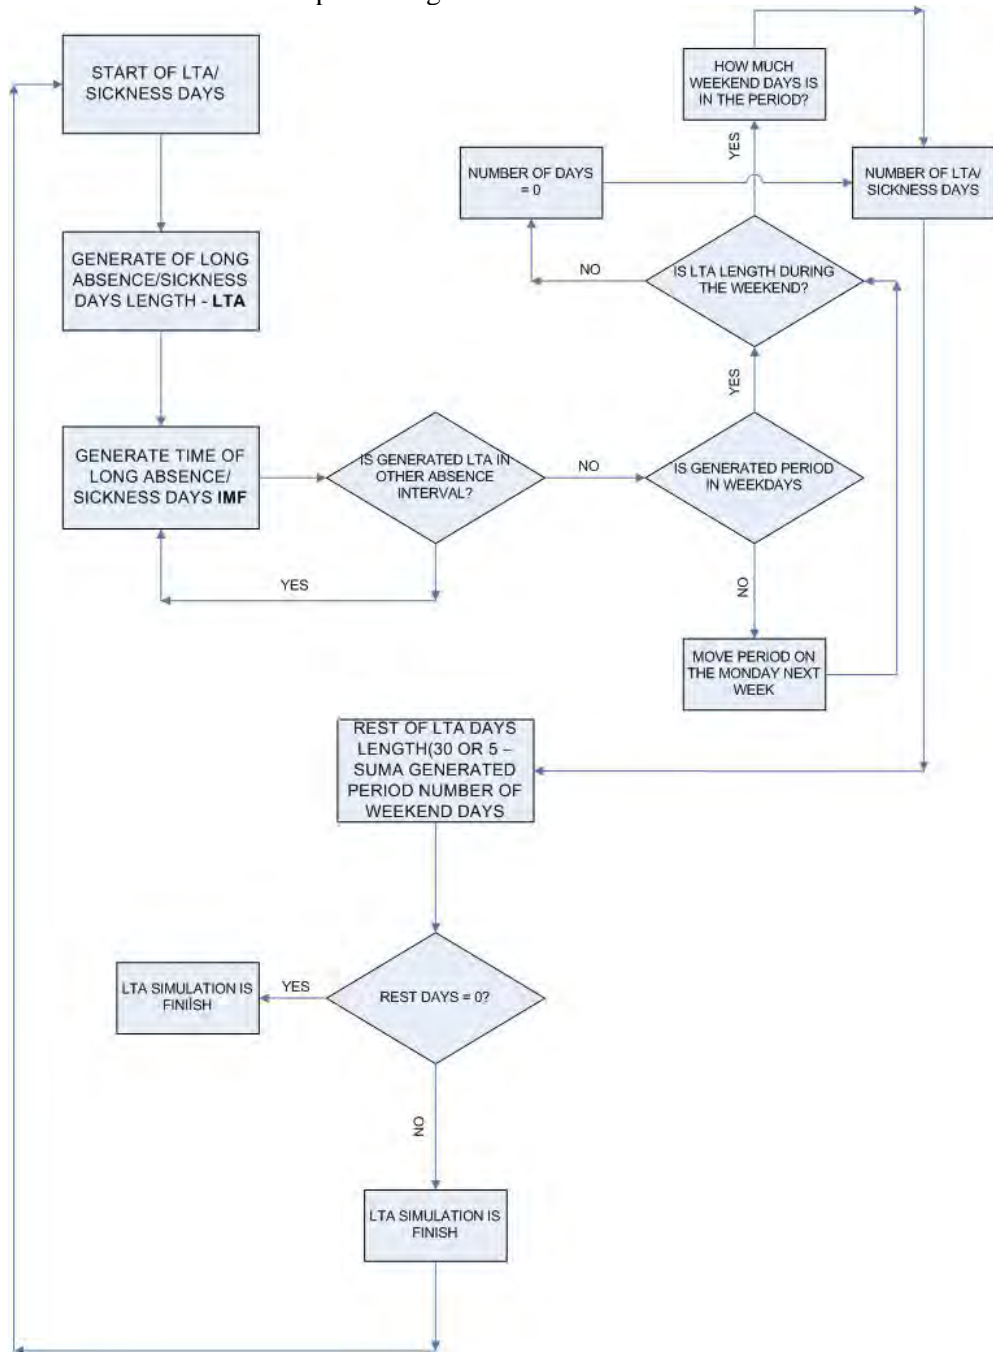 HOW MUCH
WEEKEND DAYS IS
IN THE PERIOD?
START OF LTA/
SICKNESS DAYS
YES
NUMBER OF DAYS
= 0
NUMBER OF LTA/
SICKNESS DAYS
GENERATE OF LONG
ABSENCE/SICKNESS
DAYS LENGTH - LTA
NO
IS LTA LENGTH DURING
THE WEEKEND?
YES
GENERATE TIME OF
LONG ABSENCE/
SICKNESS DAYS IMF
IS GENERATED LTA IN
OTHER ABSENCE
INTERVAL?
NO
IS GENERATED PERIOD
IN WEEKDAYS
YES
NO
MOVE PERIOD ON
THE MONDAY NEXT
WEEK
REST OF LTA DAYS
LENGTH(30 OR 5 –
SUMA GENERATED
PERIOD NUMBER OF
WEEKEND DAYS
LTA SIMULATION IS
FINIİSH
YES
REST DAYS = 0?
NO
LTA SIMULATION IS
FINISH